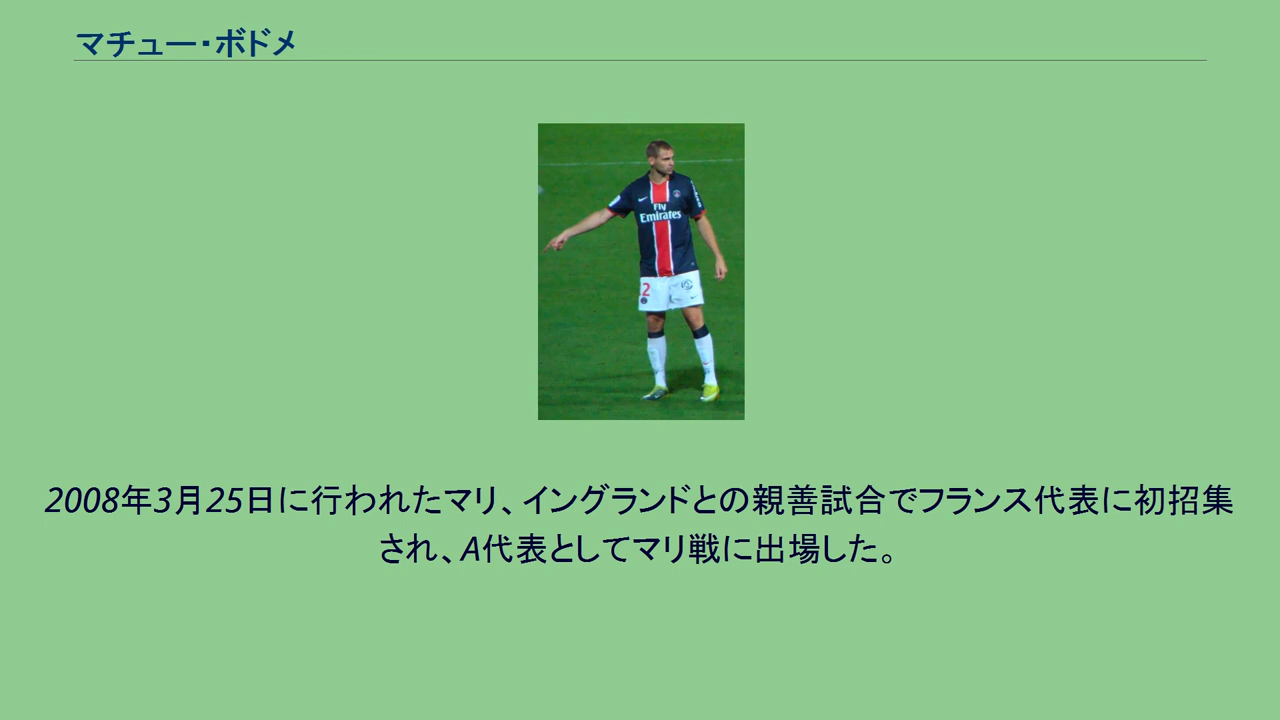 マチュー・ボドメ
Fly
Emirates
2
2008年3月25日に行われたマリ、イングランドとの親善試合でフランス代表に初招集
され、A代表としてマリ戦に出場した。